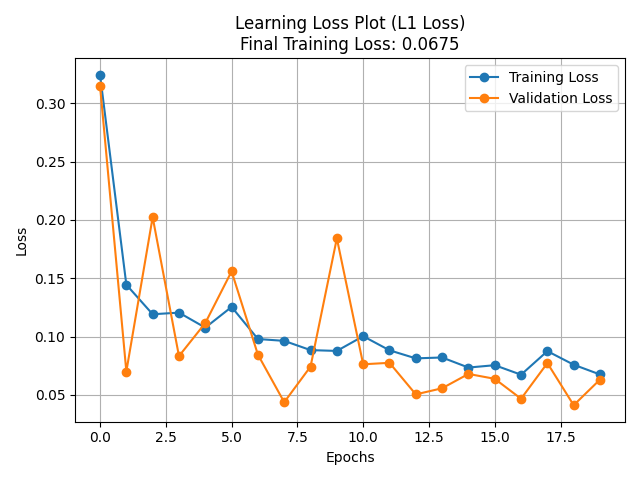 Learning Loss Plot (L1 Loss)
Final Training Loss: 0.0675
Training Loss
Validation Loss
0.30
0.25
0.20
0.15
0.10
0.05
Loss
0.0 2.5 5.0 7.5 10.0 12.5 15.0 17.5
Epochs